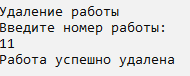 Удаление работы
Введите номер работы:
11
Работа успешно удалена